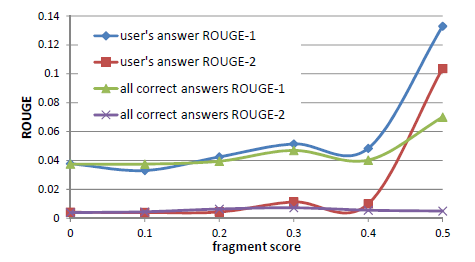 0.14
0.12
0.1
0.08
0.06
0.04
0.02
0
ROUGE
user's answer ROUGE-1
user's answer ROUGE-2
all correct answers ROUGE-1
all correct answers ROUGE-2
0 0.1 0.2 0.3 0.4 0.5
fragment score